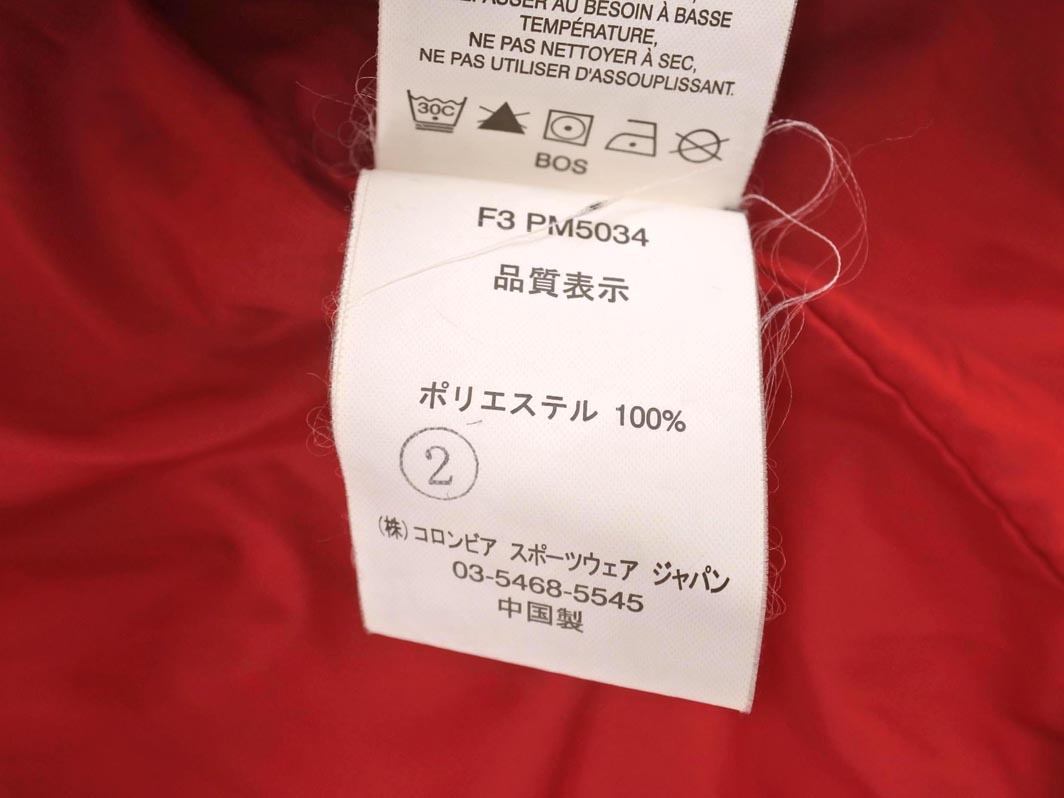 AU BESOIN À BASSE
TEMPÉRATURE,
NE PAS NETTOYER À SEC,
NE PAS UTILISER D'ASSOUPLISSANT.
30C
BOS
F3 PM5034
品質表示
ポリエステル 100%
2
(株)コロンビア スポーツウェア ジャパン
03-5468-5545
中国製